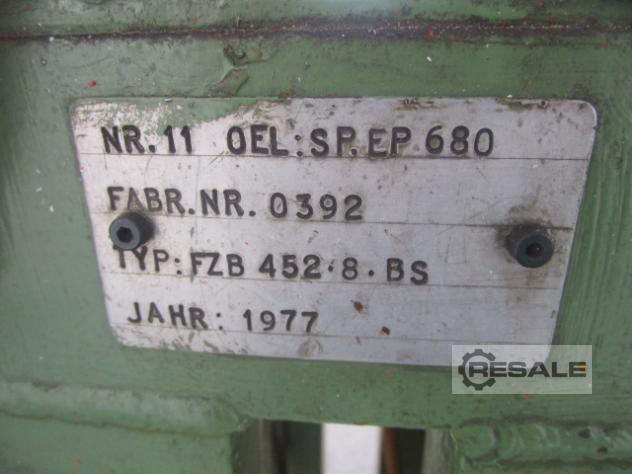 NR.11 OEL:SP.EP 680
FABR.NR. 0392
TYP:FZB 452·8·BS
JAHR: 1977
RESALE